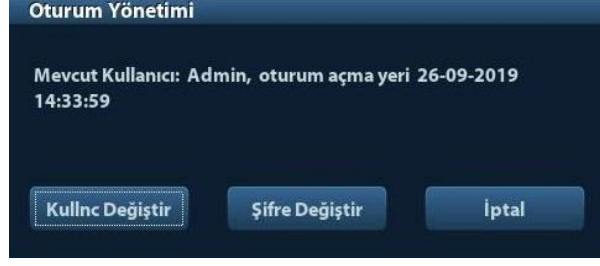 Oturum Yönetimi
Mevcut Kullanıcı: Admin, oturum açma yeri 26-09-2019
14:33:59
Kullnc Değiştir
Şifre Değiştir
İptal